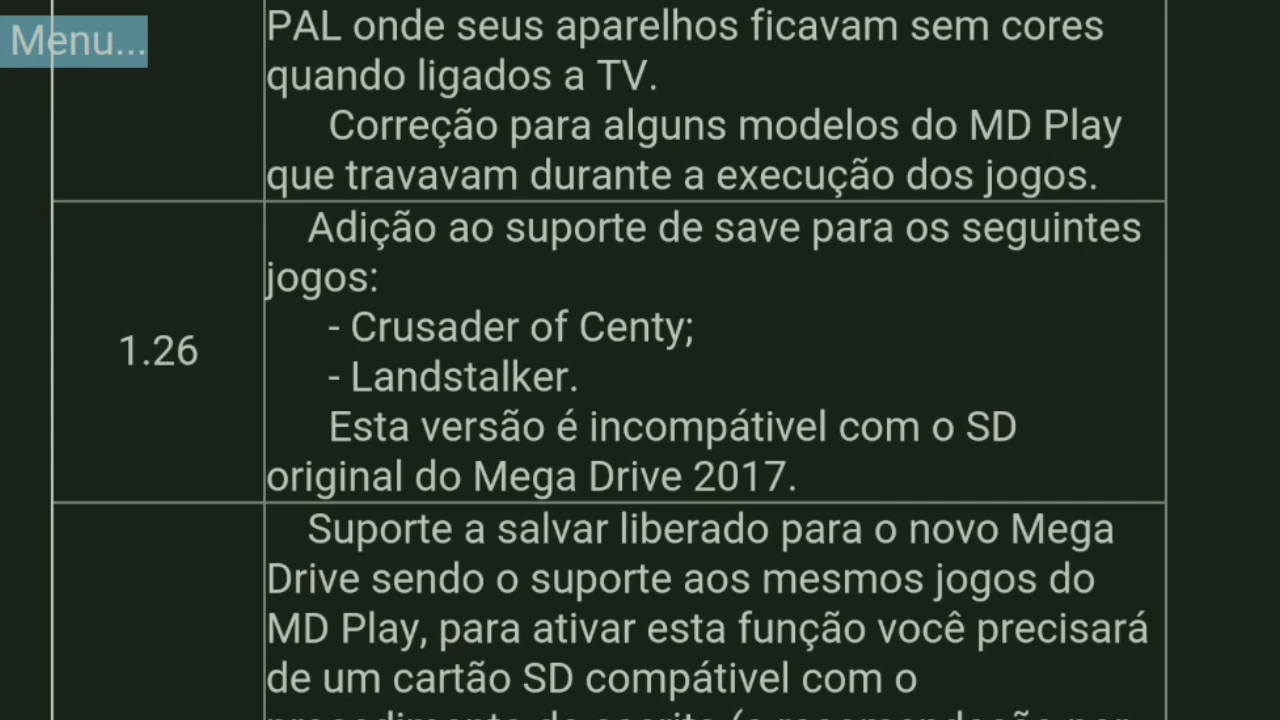 Menu...
PAL onde seus aparelhos ficavam sem cores
quando ligados a TV.
Correção para alguns modelos do MD Play
que travavam durante a execução dos jogos.
1.26
Adição ao suporte de save para os seguintes
jogos:
- Crusader of Centy;
- Landstalker.
Esta versão é incompátivel com o SD
original do Mega Drive 2017.
Suporte a salvar liberado para o novo Mega
Drive sendo o suporte aos mesmos jogos do
MD Play, para ativar esta função você precisará
de um cartão SD compátivel com o